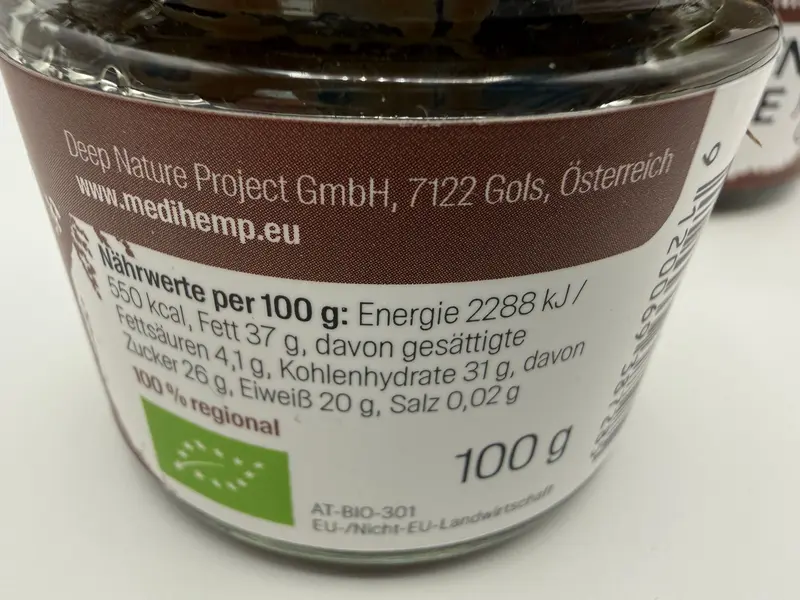 Deep Nature Project GmbH, 7122 Gols, Österreich
www.medihemp.eu
Nährwerte per 100 g: Energie 2288 kJ /
550 kcal, Fett 37 g, davon gesättigte
Fettsäuren 4,1 g, Kohlenhydrate 31 g, davon
Zucker 26 g, Eiweiß 20 g, Salz 0,02 g
100 % regional
100 g
AT-BIO-301
EU-/Nicht-EU-Landwirtschaft